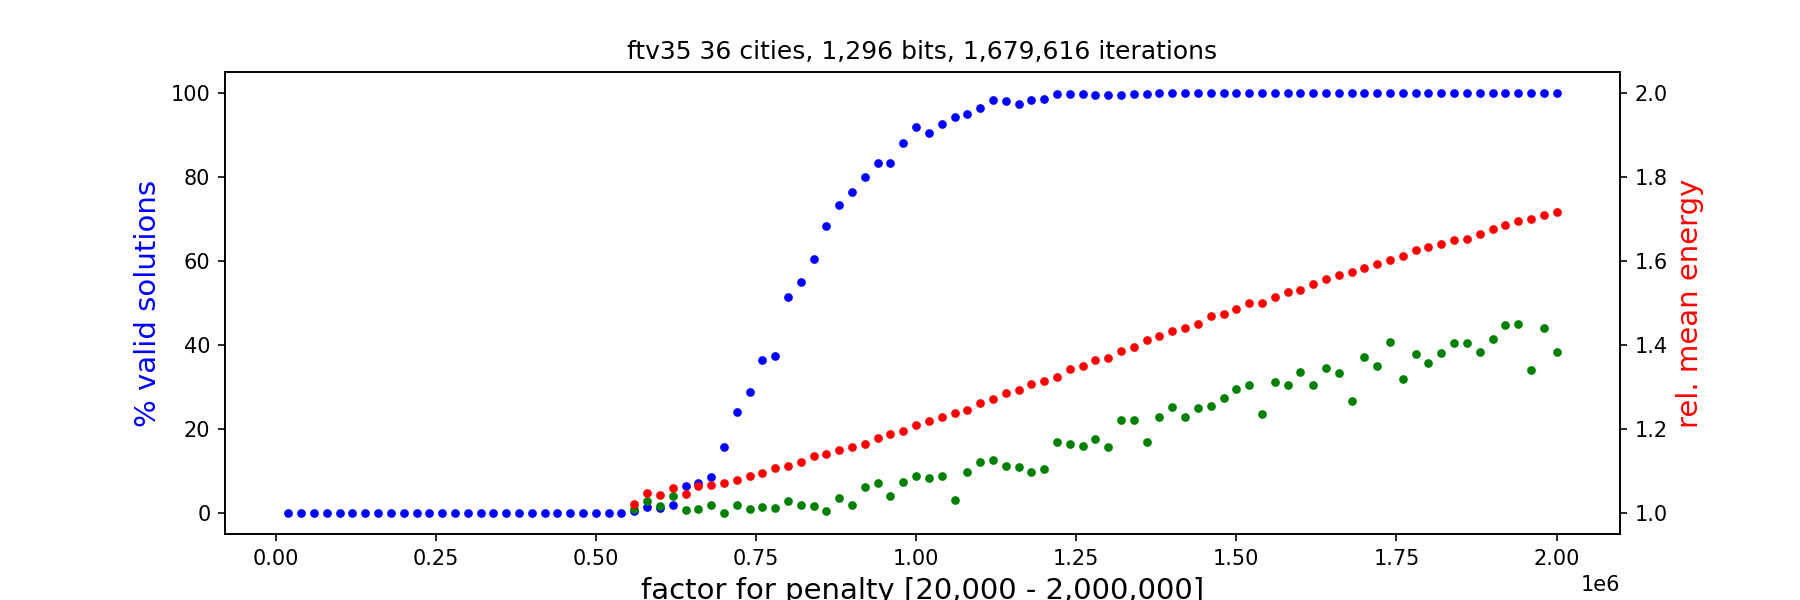 ftv35 36 cities, 1,296 bits, 1,679,616 iterations
% valid solutions
100
80
60
40
20
0
2.0
1.8
1.6
1.4
1.2
1.0
rel. mean energy
0.00 0.25 0.50 0.75 1.00 1.25 1.50 1.75 2.00
1e6
factor for penalty [20,000 - 2,000,000]